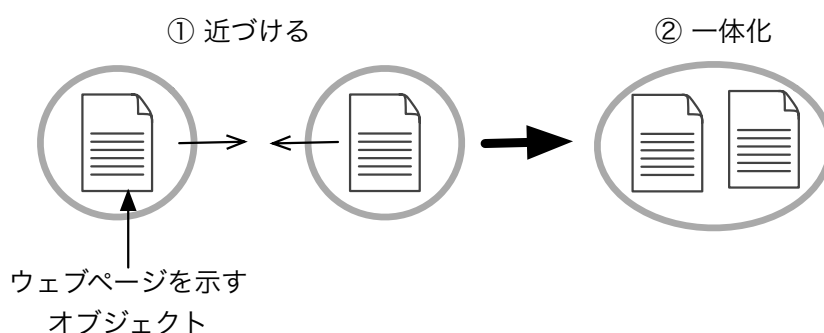 ① 近づける
② 一体化
ウェブページを示す
オブジェクト